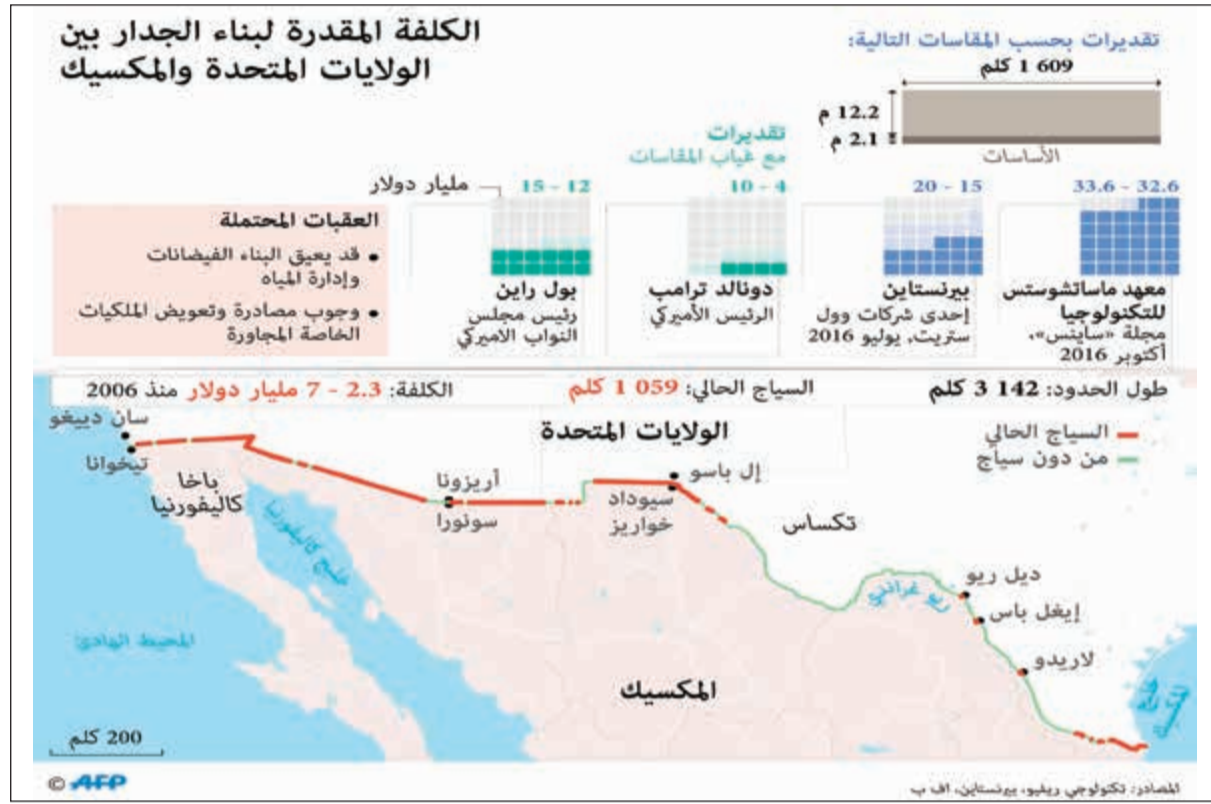 الكلفة المقدرة لبناء الجدار بين
الولايات المتحدة والمكسيك
تقديرات بحسب المقاسات التالية:
1 609 كلم
12.2 م
2.1 م
الأساسات
تقديرات
مع غياب المقاسات
33.6 - 32.6
معهد ماساتشوستس
للتكنولوجيا
مجلة «ساينس»،
أكتوبر 2016
20 - 15
بيرنستاين
إحدى شركات وول
ستريت، يوليو 2016
10 - 4
دونالد ترامب
الرئيس الأميركي
15 - 12
مليار دولار
بول راين
رئيس مجلس
النواب الاميركي
العقبات المحتملة
• قد يعيق البناء الفيضانات
وإدارة المياه
• وجوب مصادرة وتعويض الملكيات
الخاصة المجاورة
طول الحدود: 142 3 كلم
السياج الحالي: 059 1 كلم
الكلفة: 2.3 - 7 مليار دولار منذ 2006
السياج الحالي
من دون سياج
الولايات المتحدة
سان دييغو
تيخوانا
باخا
كاليفورنيا
خليج كاليفورنيا
أريزونا
سونورا
إل باسو
سيوداد
خواريز
تكساس
ريو غراندي
ديل ريو
إيغل باس
لاريدو
المكسيك
المحيط الهادئ
200 كلم
© AFP
المصادر: تكنولوجي ريفيو، بيرنستاين، اف ب